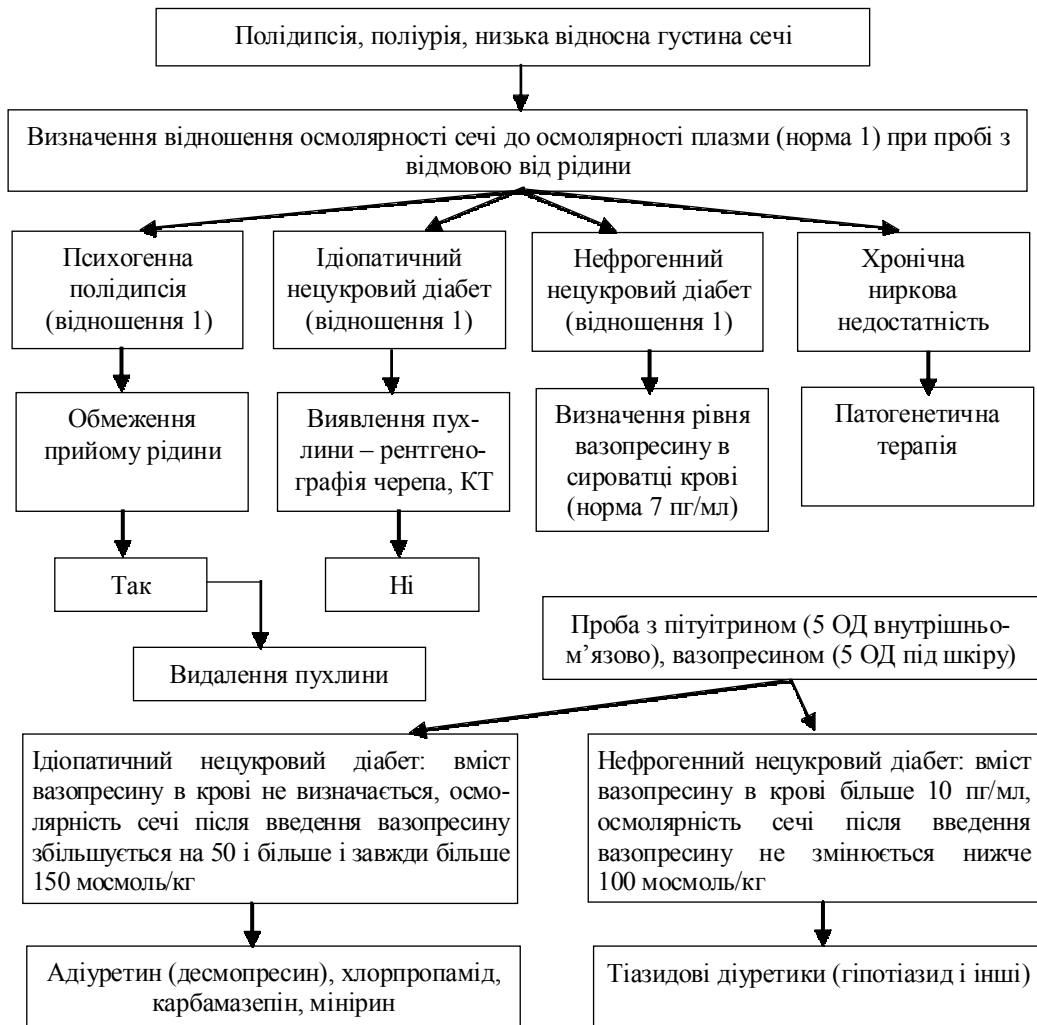 Полідипсія, поліурія, низька відносна густина сечі
Визначення відношення осмолярності сечі до осмолярності плазми (норма 1) при пробі з
відмовою від рідини
Психогенна
полідипсія
(відношення 1)
Ідіопатичний
нецукровий діабет
(відношення 1)
Нефрогенний
нецукровий діабет
(відношення 1)
Хронічна
ниркова
недостатність
Обмеження
прийому рідини
Виявлення пух-
лини – рентгено-
графія черепа, КТ
Визначення рівня
вазопресину в
сироватці крові
(норма 7 пг/мл)
Патогенетична
терапія
Так
Ні
Видалення пухлини
Проба з пітуітрином (5 ОД внутрішньо-
м’язово), вазопресином (5 ОД під шкіру)
Ідіопатичний нецукровий діабет: вміст
вазопресину в крові не визначається, осмо-
лярність сечі після введення вазопресину
збільшується на 50 і більше і завжди більше
150 мосмоль/кг
Нефрогенний нецукровий діабет: вміст
вазопресину в крові більше 10 пг/мл,
осмолярність сечі після введення
вазопресину не змінюється нижче
100 мосмоль/кг
Адіуретин (десмопресин), хлорпропамід,
карбамазепін, мінірин
Тіазидові діуретики (гіпотіазид і інші)